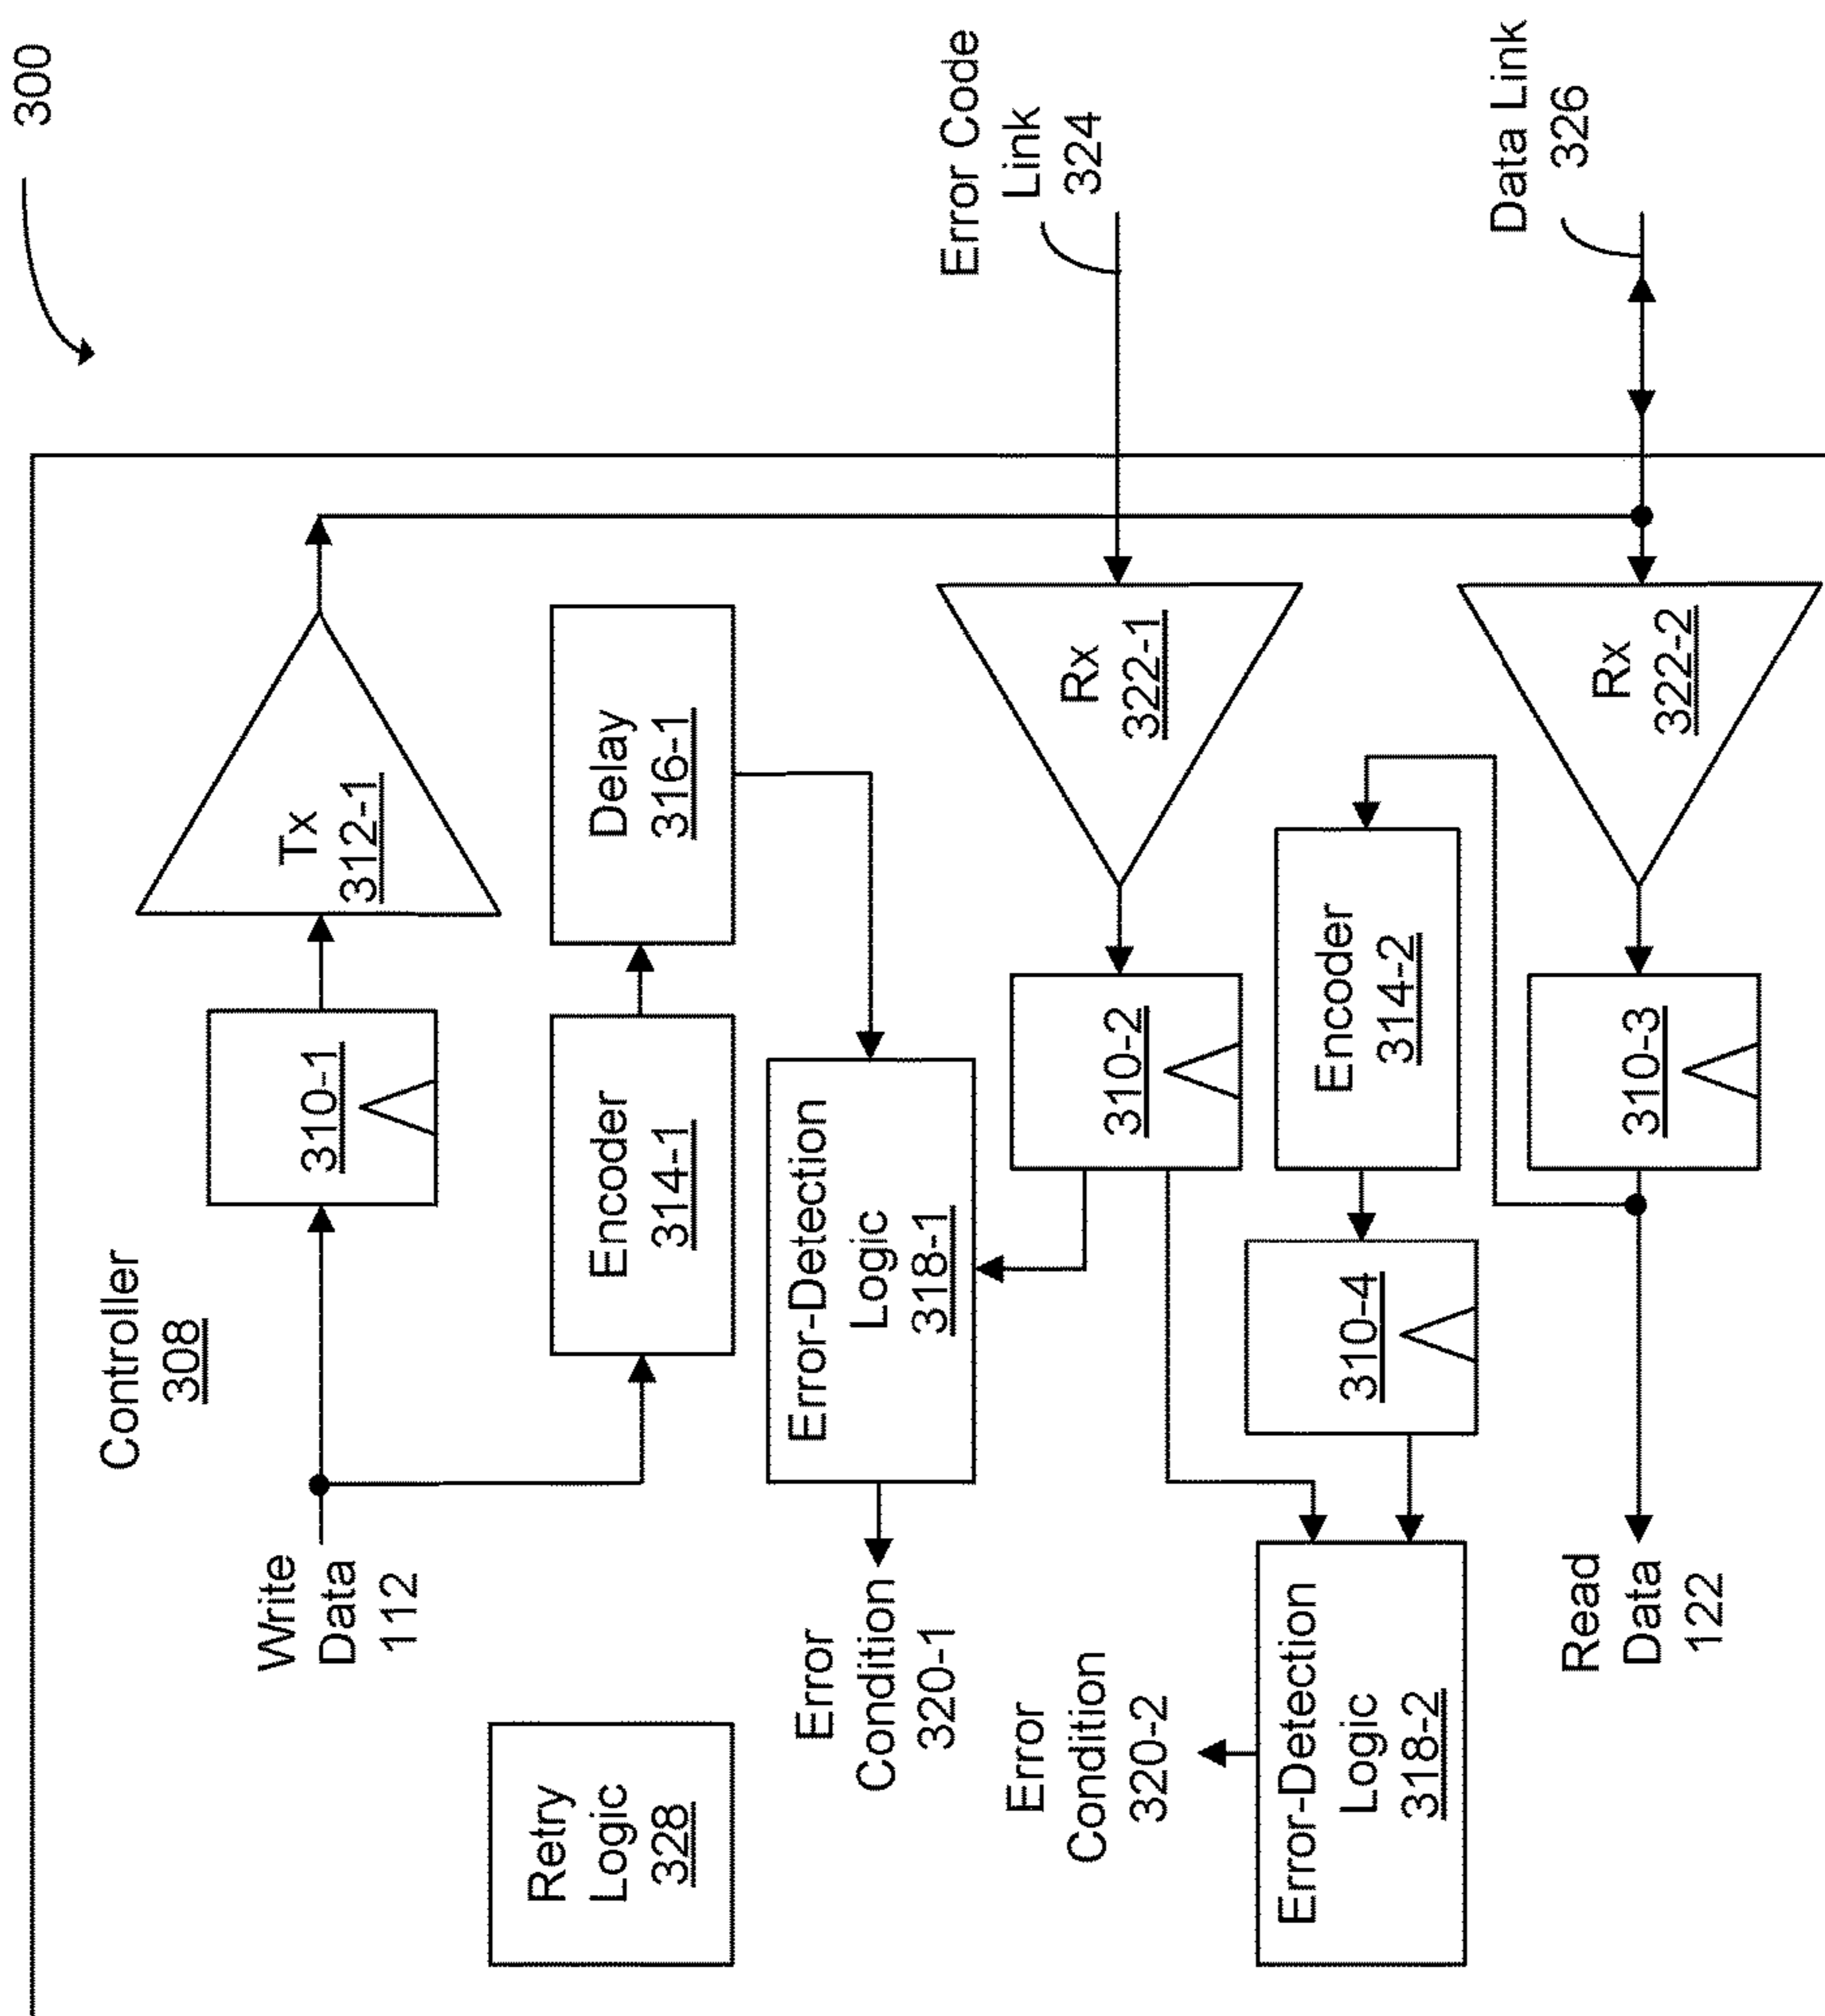 300
Controller
308
Write
Data
112
310-1
Tx
312-1
Retry
Logic
328
Encoder
314-1
Delay
316-1
Error
Condition
320-1
Error-Detection
Logic
318-1
Error Code
Link
324
Rx
322-1
310-2
Error
Condition
320-2
Encoder
314-2
310-4
Error-Detection
Logic
318-2
Data Link
326
Rx
322-2
310-3
Read
Data
122